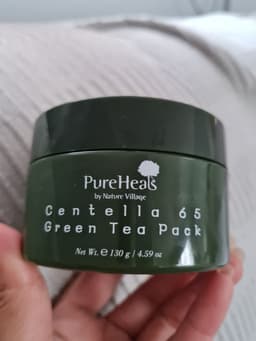 PureHeals
by Nature Village
Centella 65
Green Tea Pack
Net Wt. ℮ 130 g / 4.59 oz